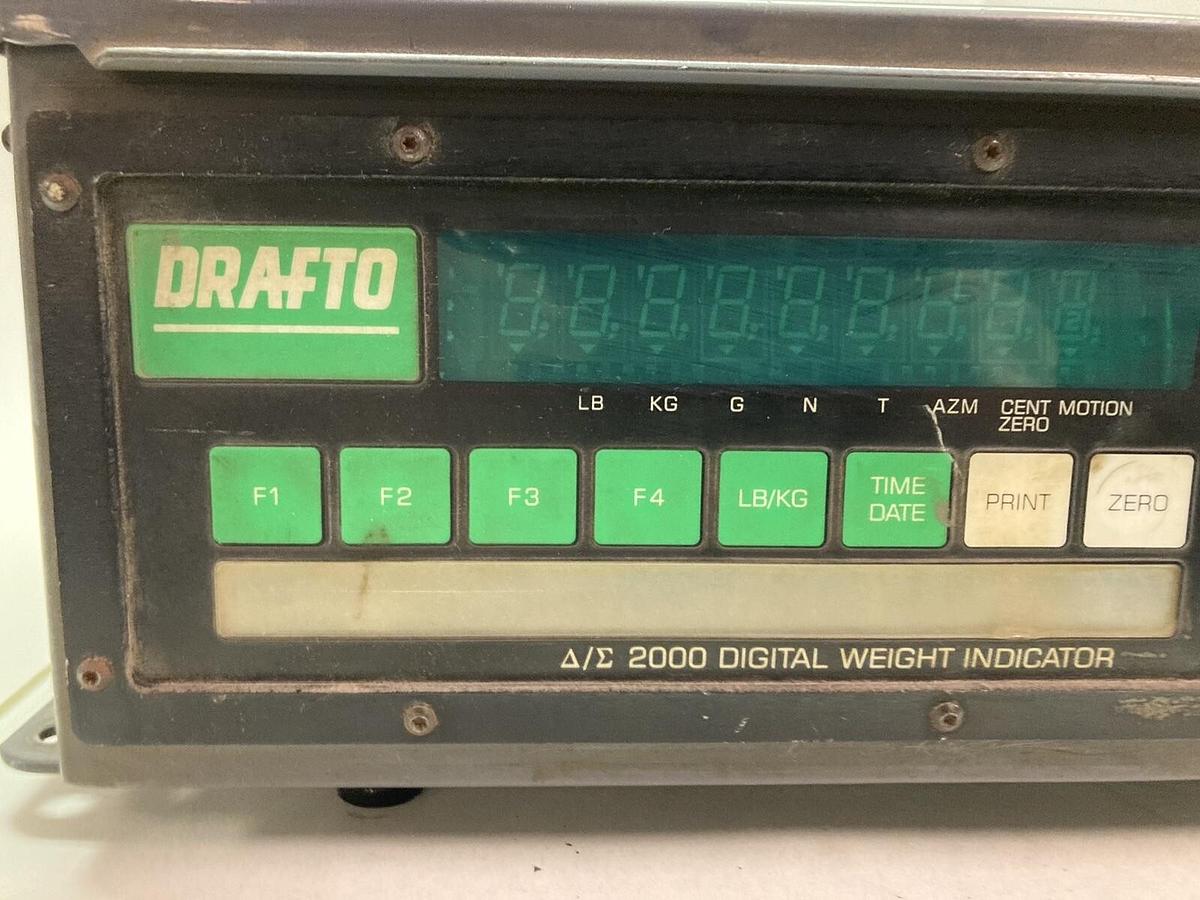 DRAFTO
LB KG G N T AZM CENT ZERO MOTION
F1 F2 F3 F4 LB/KG TIME DATE PRINT ZERO
Δ/Σ 2000 DIGITAL WEIGHT INDICATOR